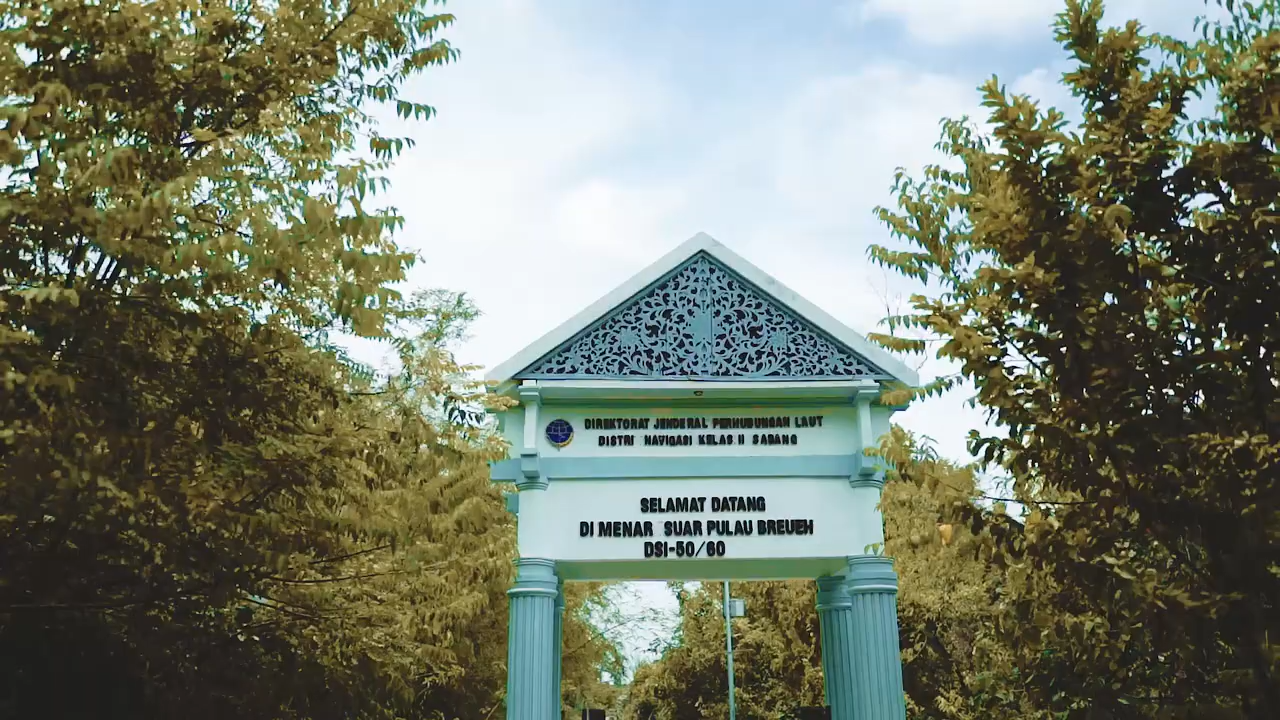 DIREKTORAT JENDERAL PERHUBUNGAN LAUT
DISTRI NAVIGASI KELAS II SABANG
SELAMAT DATANG
DI MENAR SUAR PULAU BREUEH
DSI-50/60